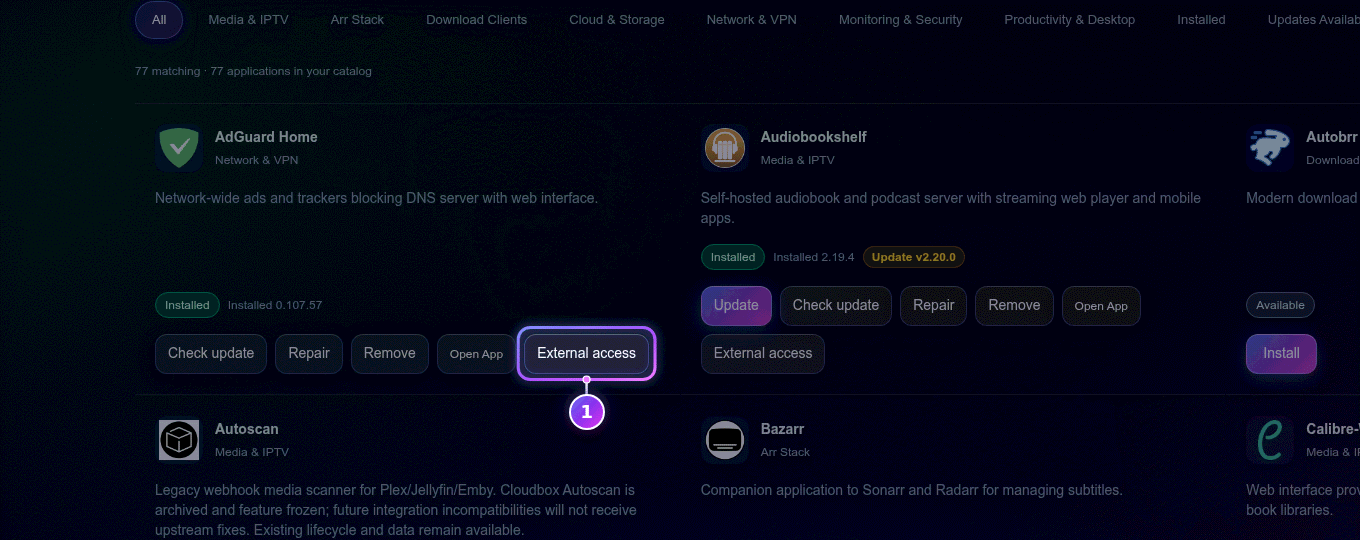 All Media & IPTV Arr Stack Download Clients Cloud & Storage Network & VPN Monitoring & Security Productivity & Desktop Installed Updates
77 matching · 77 applications in your catalog
AdGuard Home
Network & VPN
Network-wide ads and trackers blocking DNS server with web interface.
Installed Installed 0.107.57
Check update Repair Remove Open App External access
1
Audiobookshelf
Media & IPTV
Self-hosted audiobook and podcast server with streaming web player and mobile
apps.
Installed Installed 2.19.4 Update v2.20.0
Update Check update Repair Remove Open App
External access
Autobrr
Download
Modern download
Available
Install
Autoscan
Media & IPTV
Legacy webhook media scanner for Plex/Jellyfin/Emby. Cloudbox Autoscan is
archived and feature frozen; future integration incompatibilities will not receive
upstream fixes. Existing lifecycle and data remain available.
Bazarr
Arr Stack
Companion application to Sonarr and Radarr for managing subtitles.
Calibre-
Media &
Web interface
book libraries.